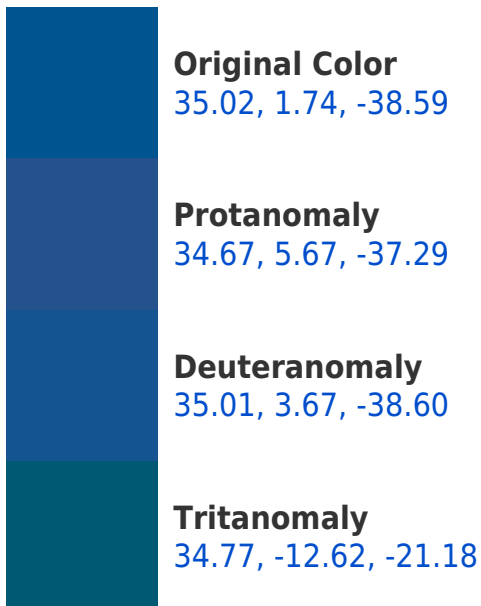 Original Color
35.02, 1.74, -38.59
Protanomaly
34.67, 5.67, -37.29
Deuteranomaly
35.01, 3.67, -38.60
Tritanomaly
34.77, -12.62, -21.18